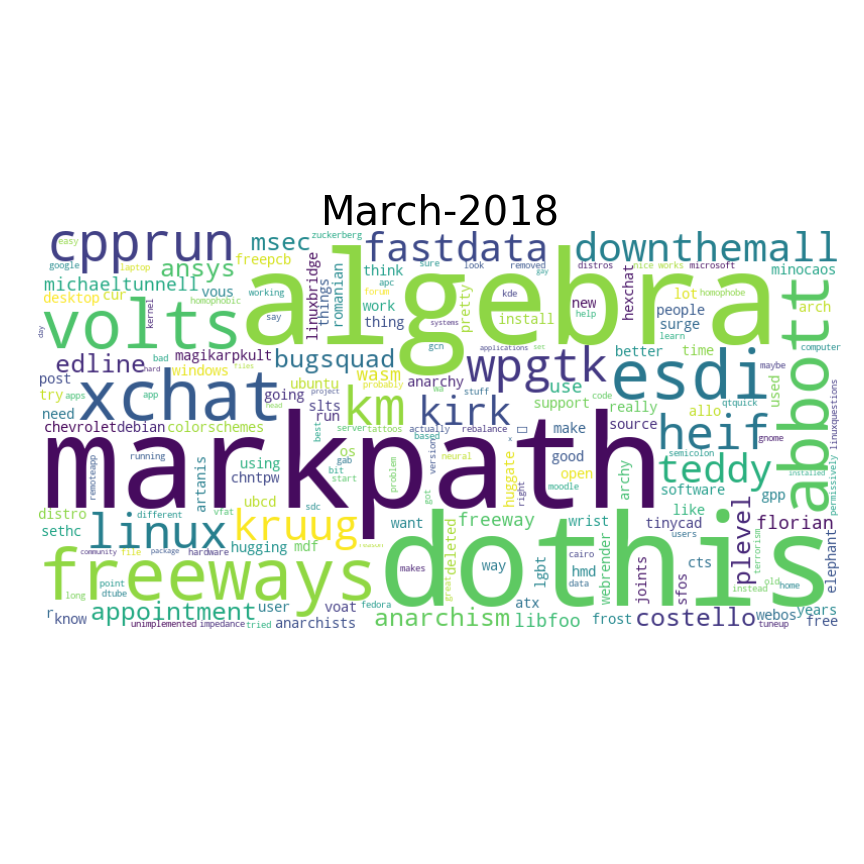 March-2018
cpprun
msec
zuckerberg
fastdata
downthemall
easy
google
laptop
ansys
freepcb
michaeltunnell
cur
vous
working
linuxbridge
things
romanian
think
apc
sure
look
removed
gay
distros
nice works
microsoft
minocaos
desktop
homophobic
forum
work
pretty
kde
new
hexchat
lot
homophobe
arch
people
volts
algebra
kernel
say
thing
systems
install
help
surge
learn
day
edline
bad
magikarpkult
bugsquad
gcn
wpgtk
better
time
computer
abbott
hard
windows
files
wasm
esdi
maybe
post
try
apps
app
going
ubuntu
project
probably
anarchy
stuff
use
code
used
qtquick
need
xchat
head
slts
km
kirk
support
really
allo
chevroletdebian
colorschemes
run
best
server
tattoos
actually
based
rebalance
x
make
source
heif
gnome
linuxquestions
permissively
remoteapp
running
markpath
os
gab
bit
start
problem
version
neural
good
open
semicolon
teddy
installed
artanis
using
chntpw
huggate
right
moodle
archy
software
gpp
distro
ubcd
sdc
got
like
sethc
linux
vfat
different
kruug
want
deleted
freeway
wrist
tinycad
plevel
florian
users
community
file
package
hardware
hugging
mdf
makes
dothis
way
cairo
hmd
data
webrender
cts
terrorism
elephant
freeways
long
point
dtube
great
lgbt
joints
sfos
instead
old
home
r
know
appointment
user
voat
fedora
anarchism
atx
libfoo
frost
costello
webos
years
free
unimplemented
impedance
tried
anarchists
tuneup